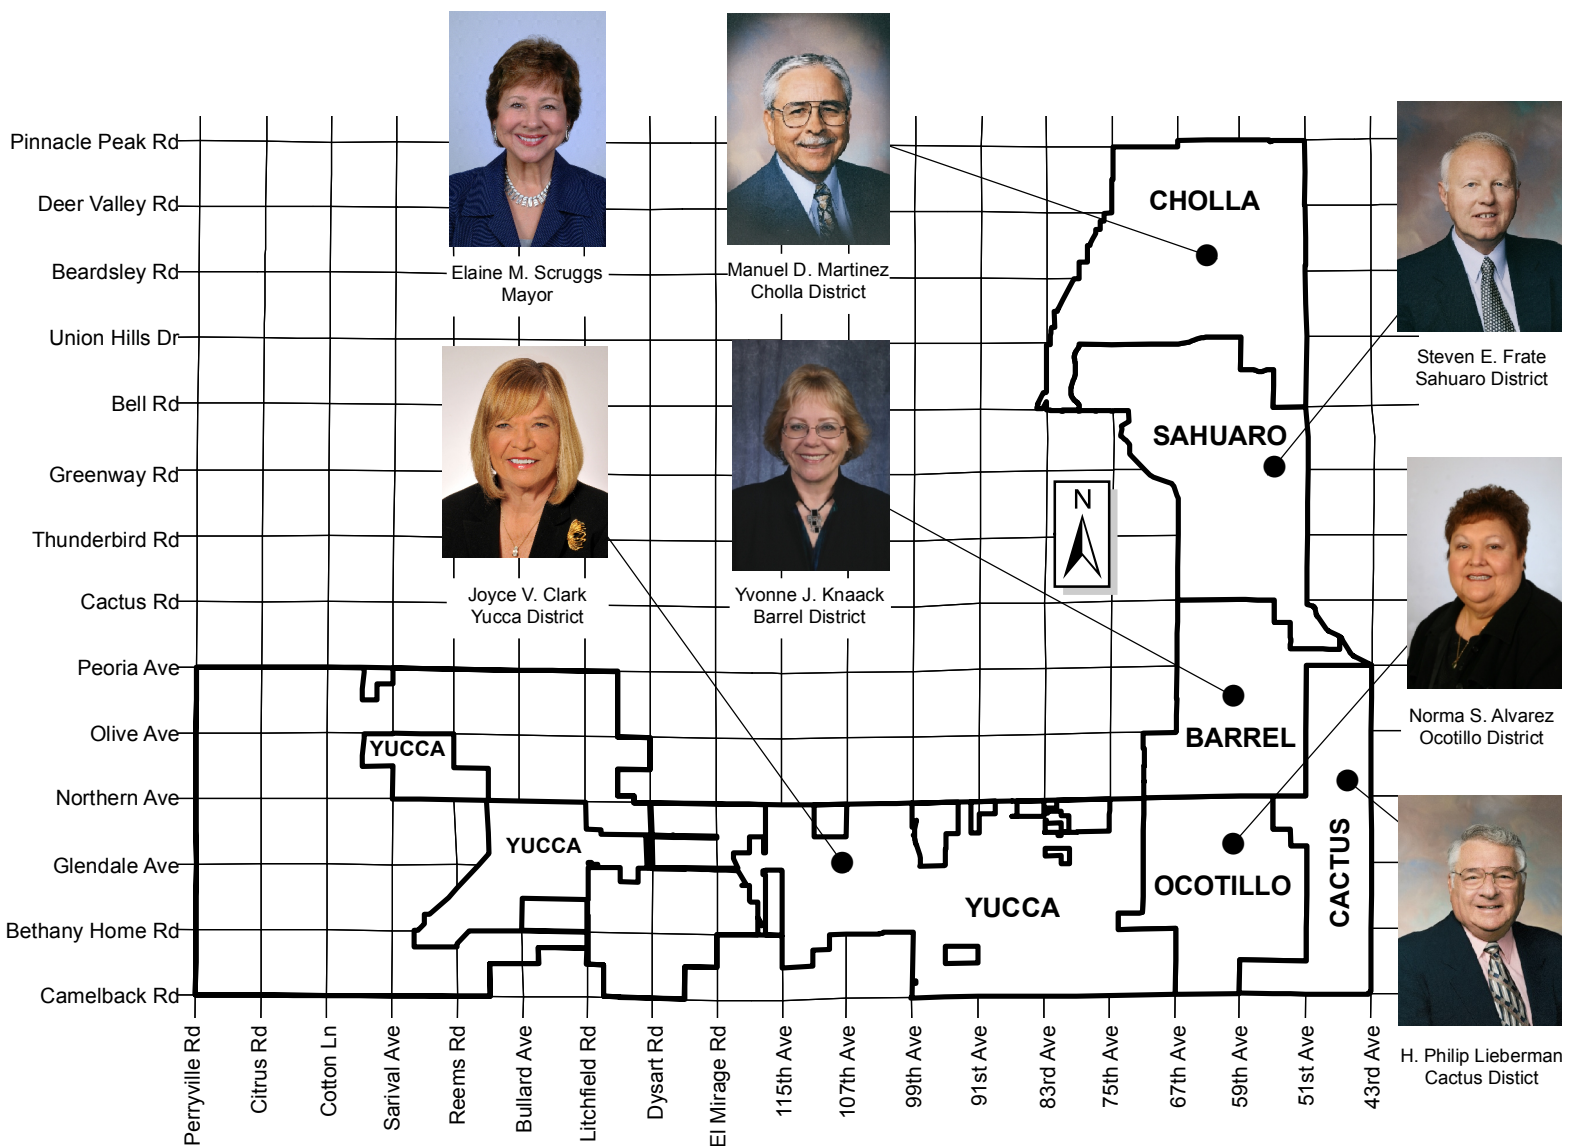 Pinnacle Peak Rd
Deer Valley Rd
Beardsley Rd
Union Hills Dr
Bell Rd
Greenway Rd
Thunderbird Rd
Cactus Rd
Peoria Ave
Olive Ave
Northern Ave
Glendale Ave
Bethany Home Rd
Camelback Rd
Elaine M. Scruggs
Mayor
Manuel D. Martinez
Cholla District
Steven E. Frate
Sahuaro District
Joyce V. Clark
Yucca District
Yvonne J. Knaack
Barrel District
Norma S. Alvarez
Ocotillo District
H. Philip Lieberman
Cactus Distict
CHOLLA
SAHUARO
N
BARREL
YUCCA
YUCCA
YUCCA
OCOTILLO
CACTUS
Perryville Rd
Citrus Rd
Cotton Ln
Sarival Ave
Reems Rd
Bullard Ave
Litchfield Rd
Dysart Rd
El Mirage Rd
115th Ave
107th Ave
99th Ave
91st Ave
83rd Ave
75th Ave
67th Ave
59th Ave
51st Ave
43rd Ave